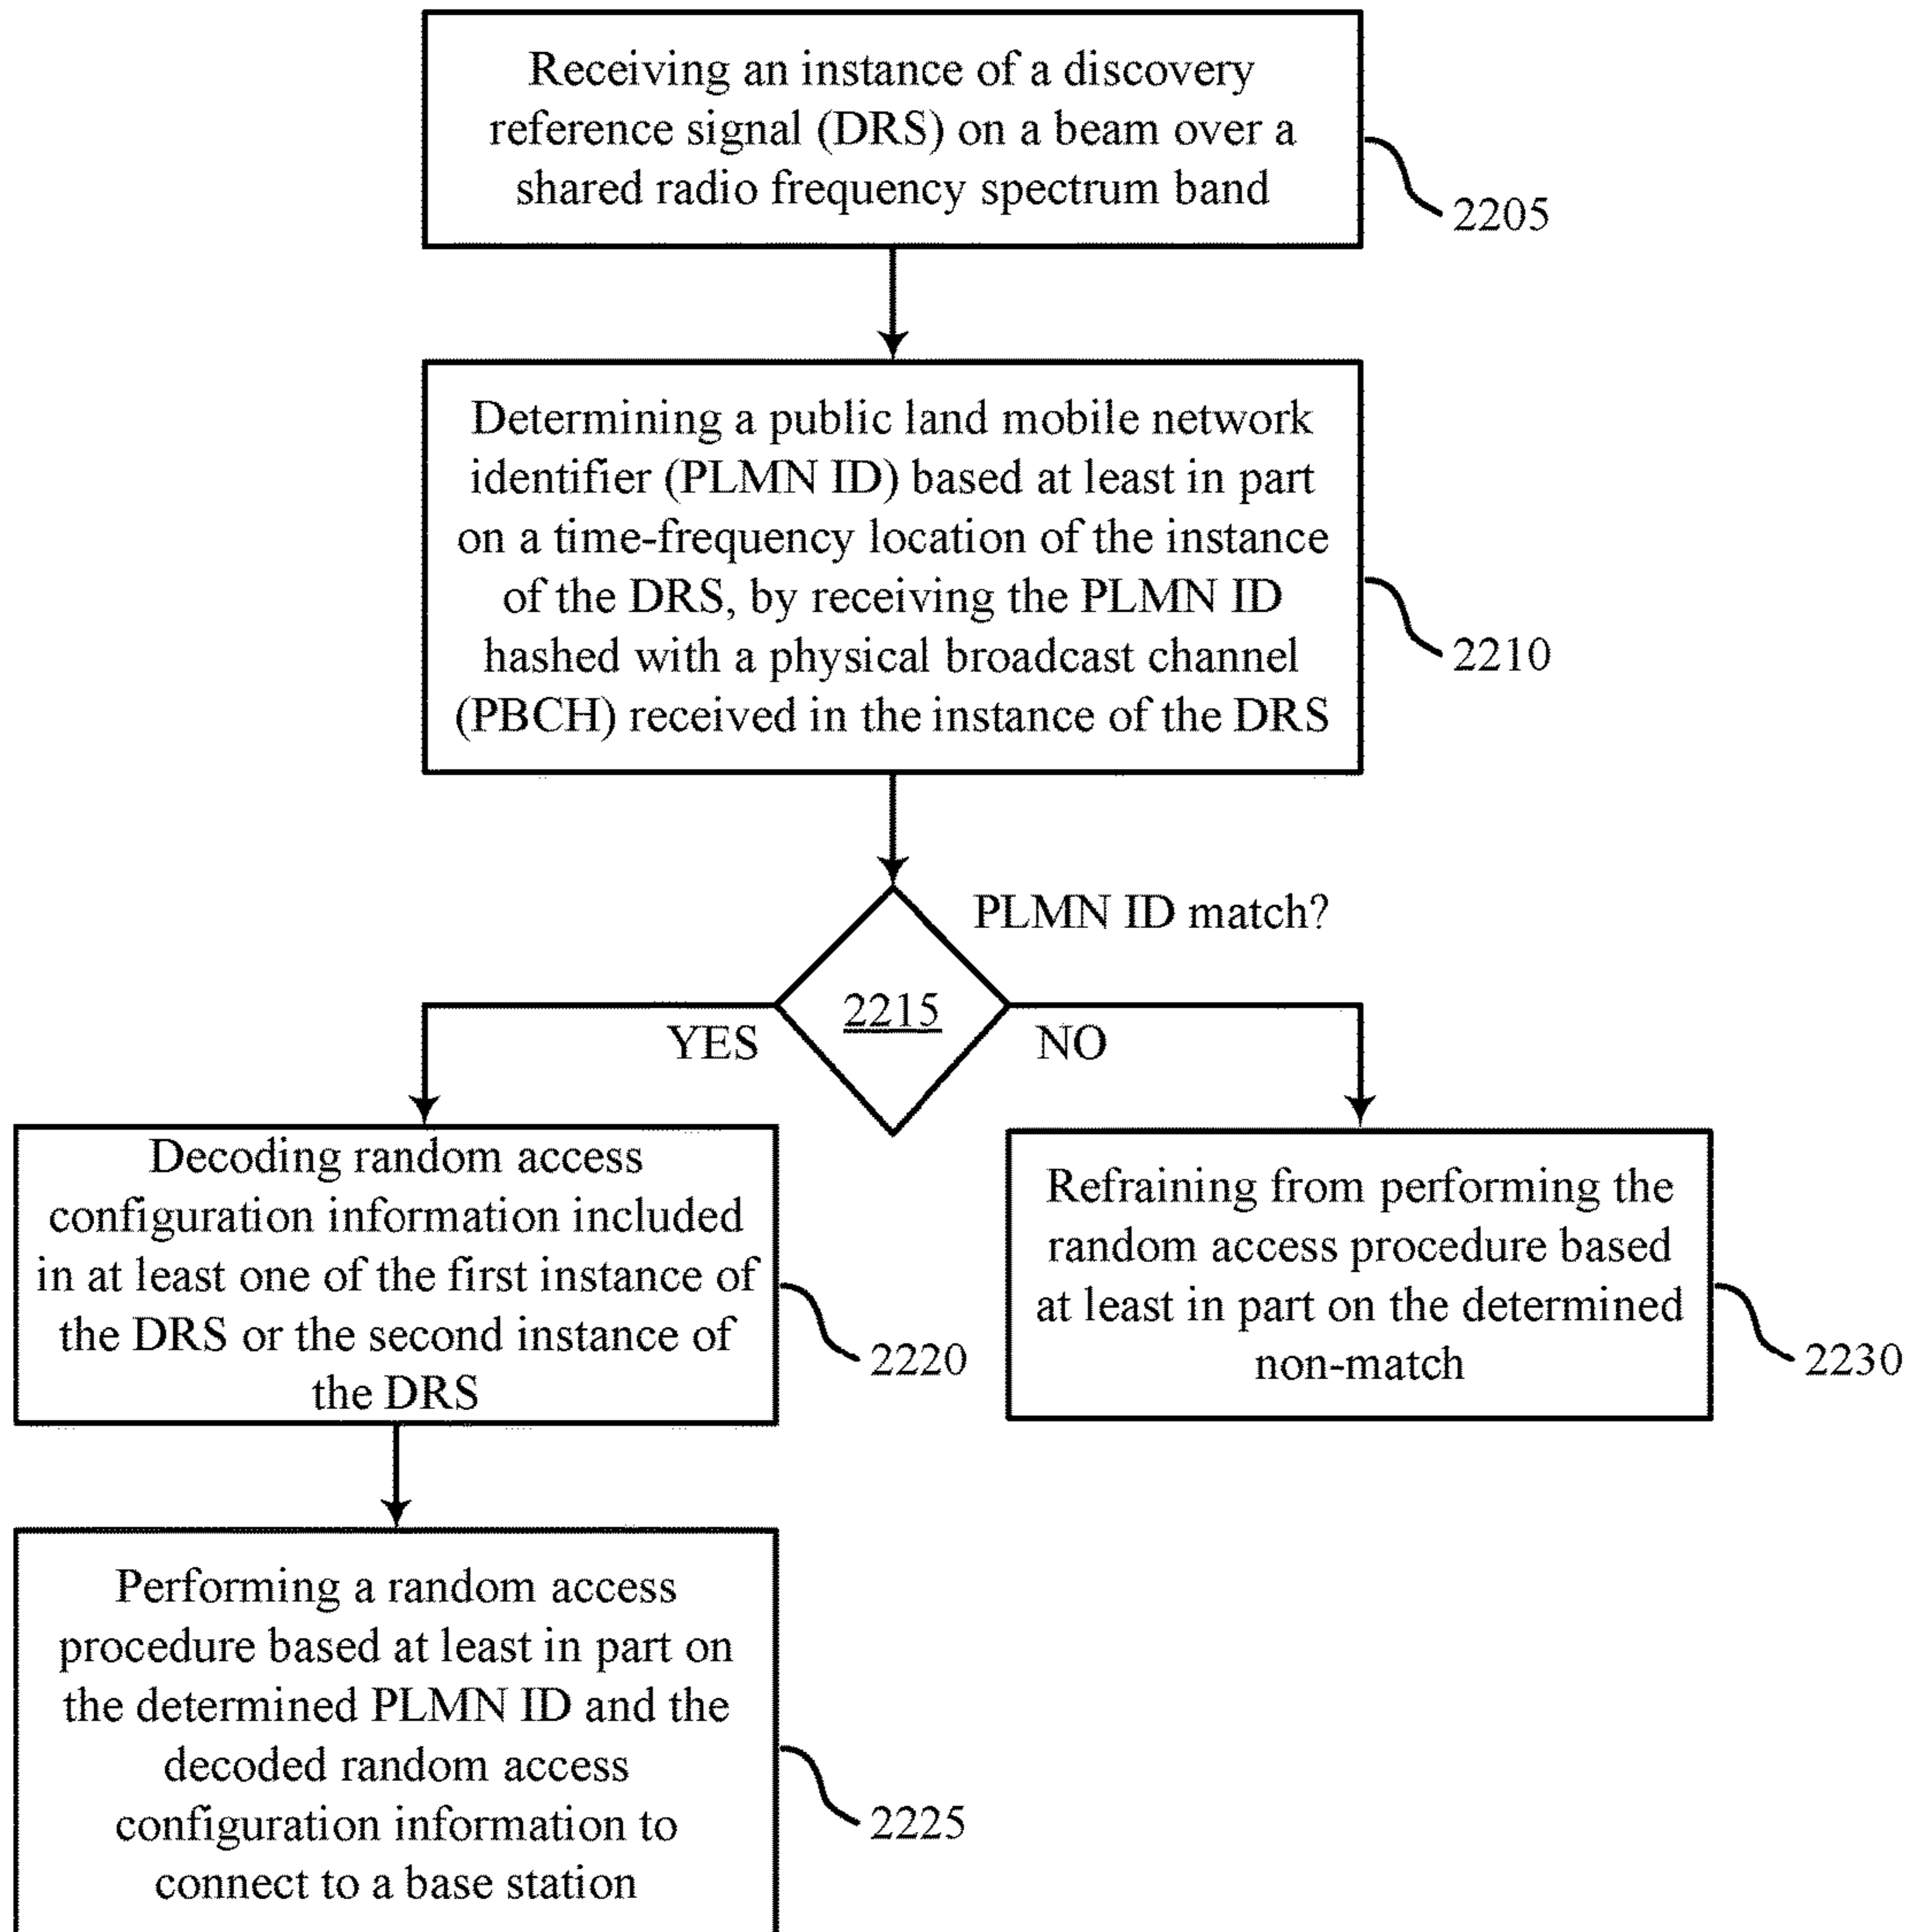 Receiving an instance of a discovery
reference signal (DRS) on a beam over a
shared radio frequency spectrum band
2205
Determining a public land mobile network
identifier (PLMN ID) based at least in part
on a time-frequency location of the instance
of the DRS, by receiving the PLMN ID
hashed with a physical broadcast channel
(PBCH) received in the instance of the DRS
2210
PLMN ID match?
2215
YES
NO
Decoding random access
configuration information included
in at least one of the first instance of
the DRS or the second instance of
the DRS
2220
Refraining from performing the
random access procedure based
at least in part on the determined
non-match
2230
Performing a random access
procedure based at least in part on
the determined PLMN ID and the
decoded random access
configuration information to
connect to a base station
2225